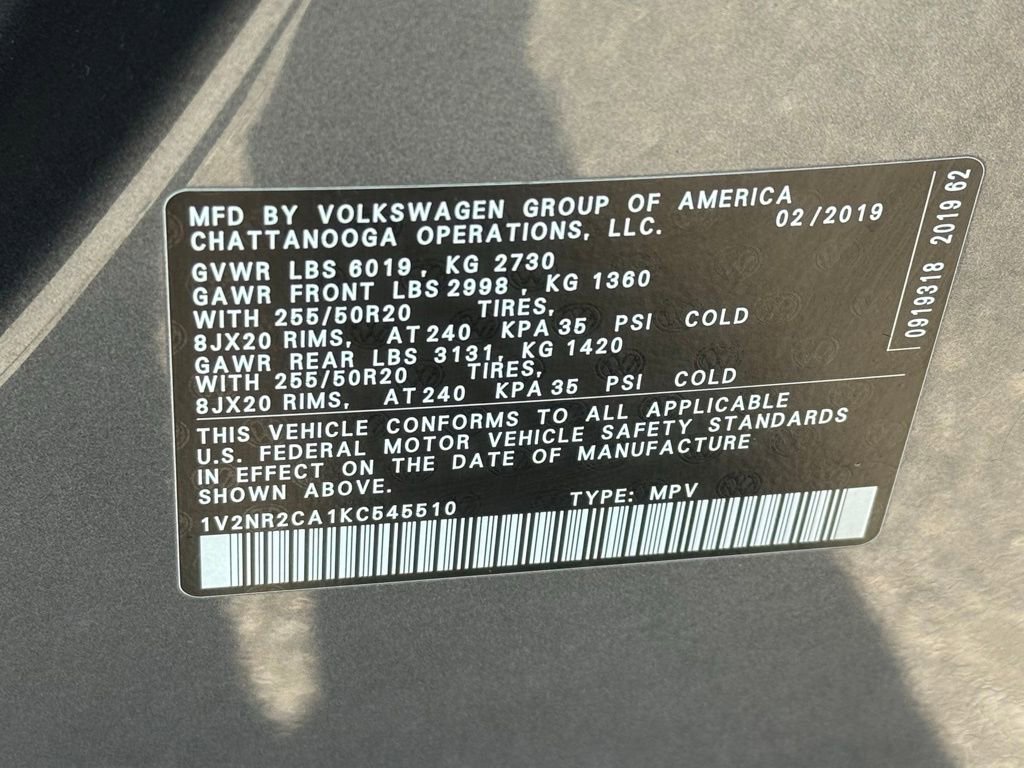 MFD BY VOLKSWAGEN GROUP OF AMERICA
CHATTANOOGA OPERATIONS, LLC.
02/2019
GVWR LBS 6019, KG 2730
GAWR FRONT LBS 2998, KG 1360
WITH 255/50R20 TIRES,
8JX20 RIMS, AT 240 KPA 35 PSI COLD
GAWR REAR LBS 3131, KG 1420
WITH 255/50R20 TIRES,
8JX20 RIMS, AT 240 KPA 35 PSI COLD
THIS VEHICLE CONFORMS TO ALL APPLICABLE
U.S. FEDERAL MOTOR VEHICLE SAFETY STANDARDS
IN EFFECT ON THE DATE OF MANUFACTURE
SHOWN ABOVE.
1V2NR2CA1KC545510 TYPE: MPV
0919318 2019 62